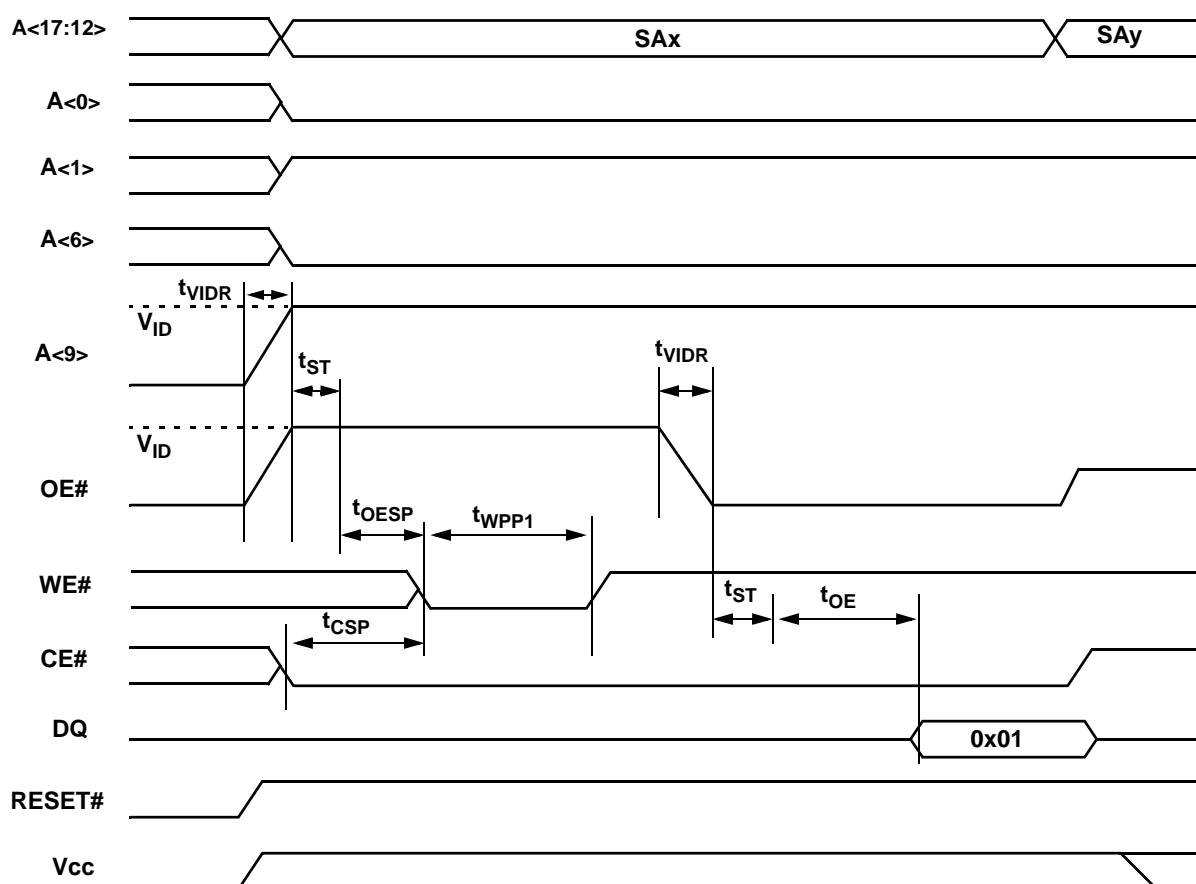 A<17:12>
SAx
SAy
A<0>
A<1>
A<6>
tVIDR
VID
A<9>
tST
tVIDR
VID
OE#
tOESP
tWPP1
WE#
tST
tOE
tCSP
CE#
DQ
0x01
RESET#
Vcc